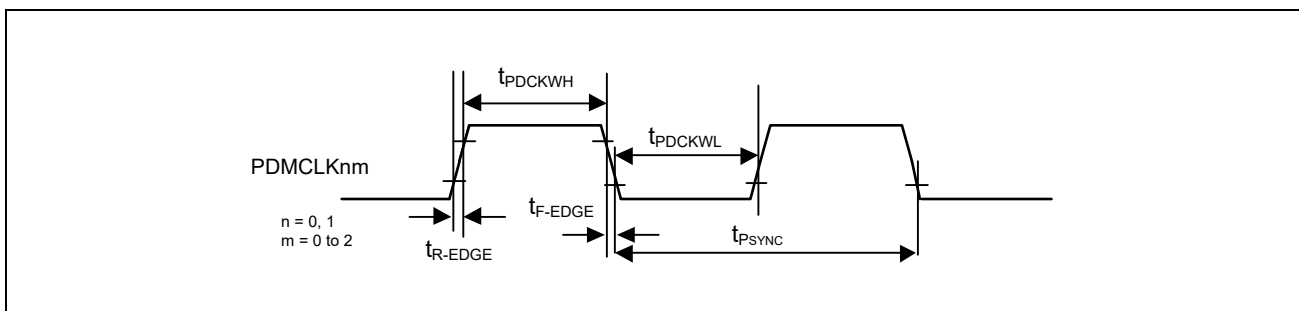 tPDCKWH
tPDCKWL
PDMCLKnm
tF-EDGE
n = 0, 1
m = 0 to 2
tPSYNC
tR-EDGE